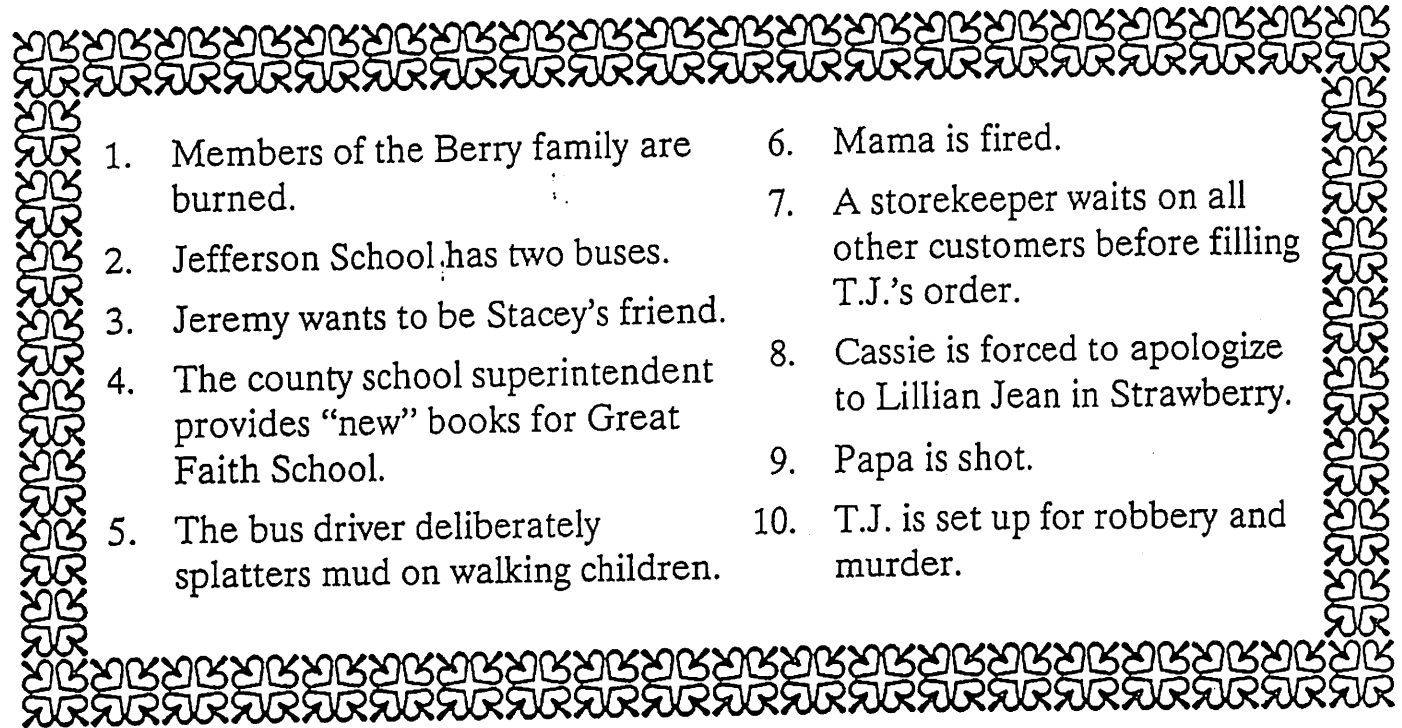 1. Members of the Berry family are
burned.
2. Jefferson School has two buses.
3. Jeremy wants to be Stacey's friend.
4. The county school superintendent
provides "new" books for Great
Faith School.
5. The bus driver deliberately
splatters mud on walking children.
6. Mama is fired.
7. A storekeeper waits on all
other customers before filling
T.J.'s order.
8. Cassie is forced to apologize
to Lillian Jean in Strawberry.
9. Papa is shot.
10. T.J. is set up for robbery and
murder.